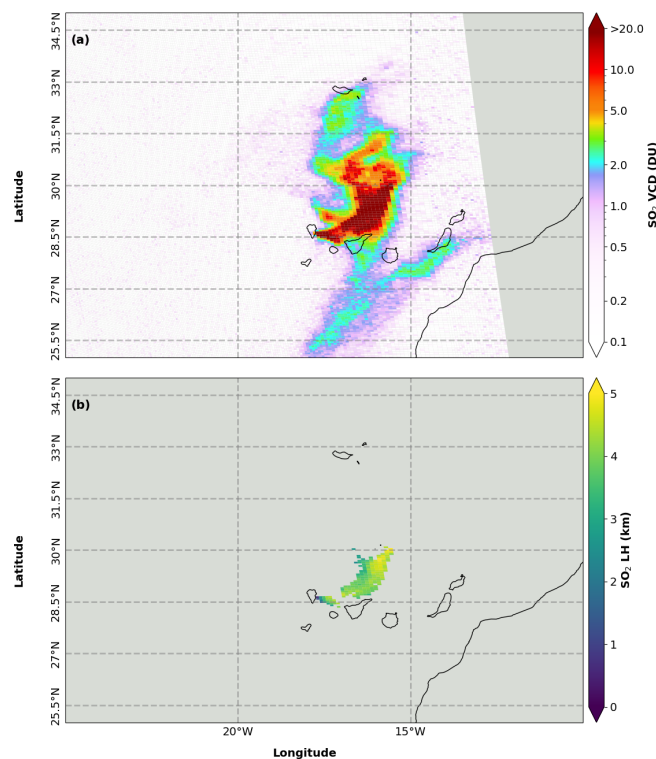 (a)
34.5°N
33°N
31.5°N
30°N
28.5°N
27°N
25.5°N
Latitude
>20.0
10.0
5.0
2.0
1.0
0.5
0.2
0.1
SO₂ VCD (DU)
(b)
34.5°N
33°N
31.5°N
30°N
28.5°N
27°N
25.5°N
Latitude
20°W
15°W
Longitude
5
4
3
2
1
0
SO₂ LH (km)